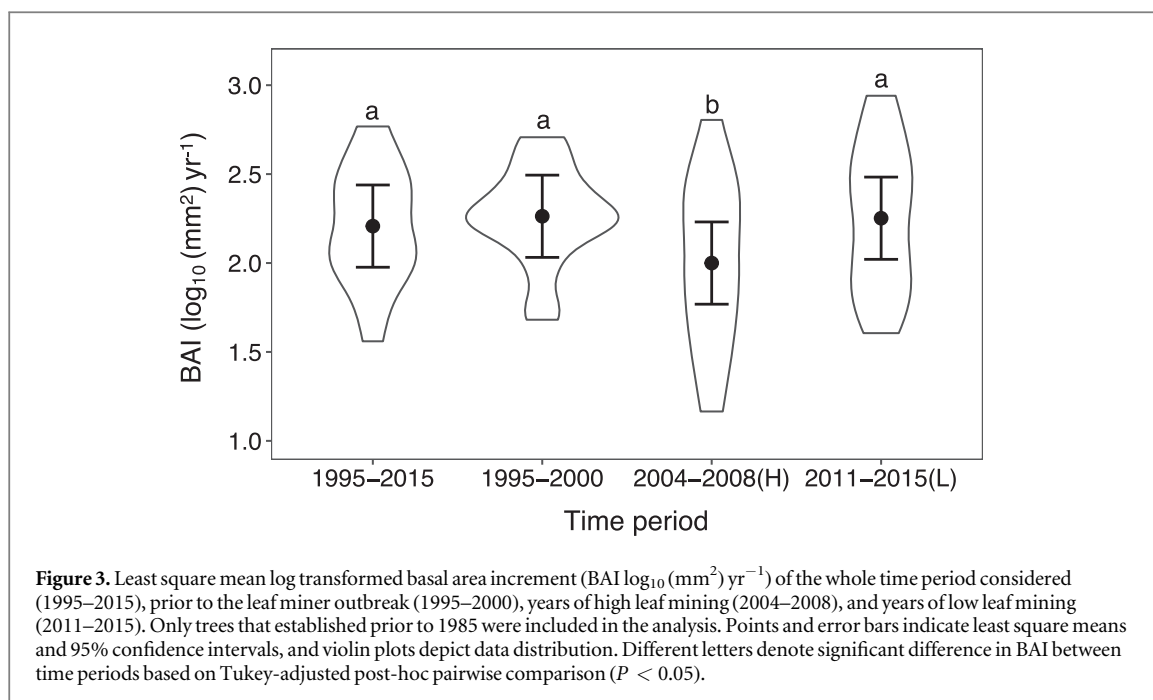 a
a
b
a
3.0
2.5
2.0
1.5
1.0
BAI (log₁₀ (mm²) yr⁻¹)
1995–2015 1995–2000 2004–2008(H) 2011–2015(L)
Time period
Figure 3. Least square mean log transformed basal area increment (BAI log₁₀ (mm²) yr⁻¹) of the whole time period considered
(1995–2015), prior to the leaf miner outbreak (1995–2000), years of high leaf mining (2004–2008), and years of low leaf mining
(2011–2015). Only trees that established prior to 1985 were included in the analysis. Points and error bars indicate least square means
and 95% confidence intervals, and violin plots depict data distribution. Different letters denote significant difference in BAI between
time periods based on Tukey-adjusted post-hoc pairwise comparison (P < 0.05).